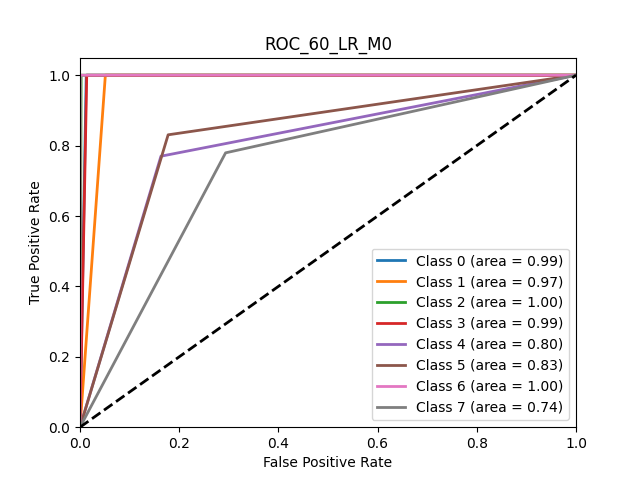 ROC_60_LR_M0
True Positive Rate
1.0
0.8
0.6
0.4
0.2
0.0
Class 0 (area = 0.99)
Class 1 (area = 0.97)
Class 2 (area = 1.00)
Class 3 (area = 0.99)
Class 4 (area = 0.80)
Class 5 (area = 0.83)
Class 6 (area = 1.00)
Class 7 (area = 0.74)
0.0 0.2 0.4 0.6 0.8 1.0
False Positive Rate